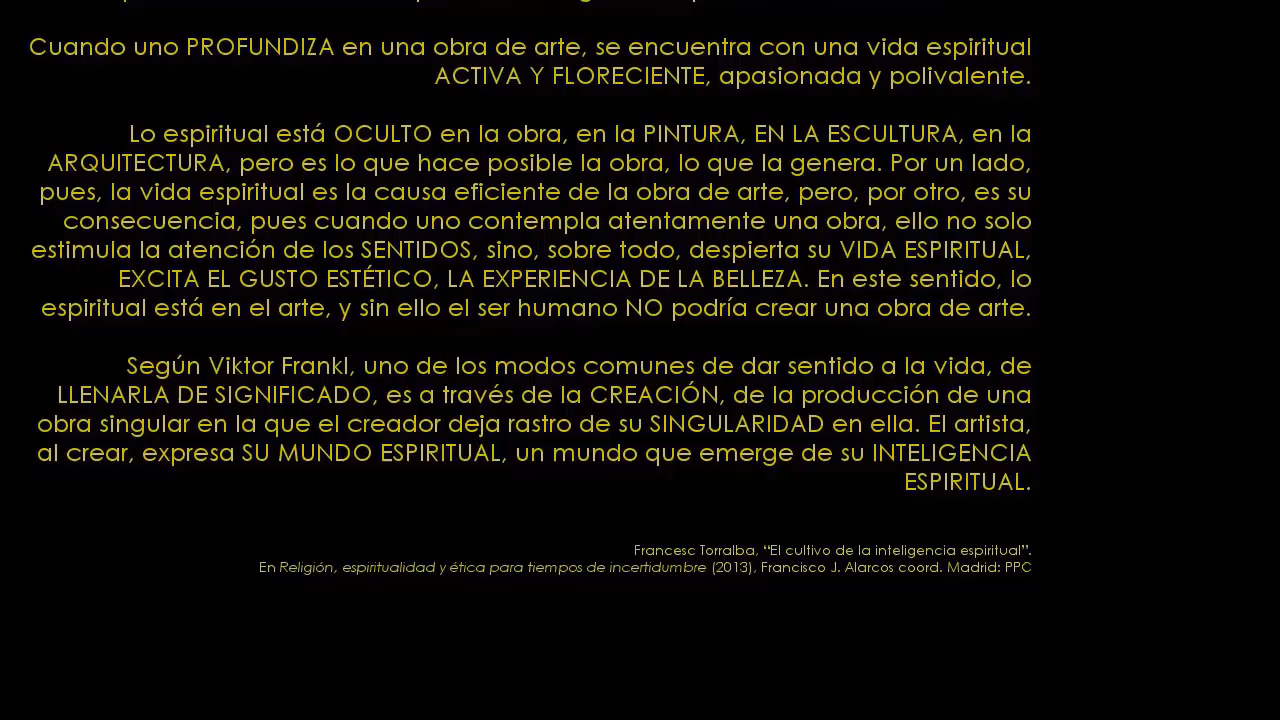 Cuando uno PROFUNDIZA en una obra de arte, se encuentra con una vida espiritual
ACTIVA Y FLORECIENTE, apasionada y polivalente.
Lo espiritual está OCULTO en la obra, en la PINTURA, EN LA ESCULTURA, en la
ARQUITECTURA, pero es lo que hace posible la obra, lo que la genera. Por un lado,
pues, la vida espiritual es la causa eficiente de la obra de arte, pero, por otro, es su
consecuencia, pues cuando uno contempla atentamente una obra, ello no solo
estimula la atención de los SENTIDOS, sino, sobre todo, despierta su VIDA ESPIRITUAL,
EXCITA EL GUSTO ESTÉTICO, LA EXPERIENCIA DE LA BELLEZA. En este sentido, lo
espiritual está en el arte, y sin ello el ser humano NO podría crear una obra de arte.
Según Viktor Frankl, uno de los modos comunes de dar sentido a la vida, de
LLENARLA DE SIGNIFICADO, es a través de la CREACIÓN, de la producción de una
obra singular en la que el creador deja rastro de su SINGULARIDAD en ella. El artista,
al crear, expresa SU MUNDO ESPIRITUAL, un mundo que emerge de su INTELIGENCIA
ESPIRITUAL.
Francesc Torralba, “El cultivo de la inteligencia espiritual”.
En Religión, espiritualidad y ética para tiempos de incertidumbre (2013), Francisco J. Alarcos coord. Madrid: PPC